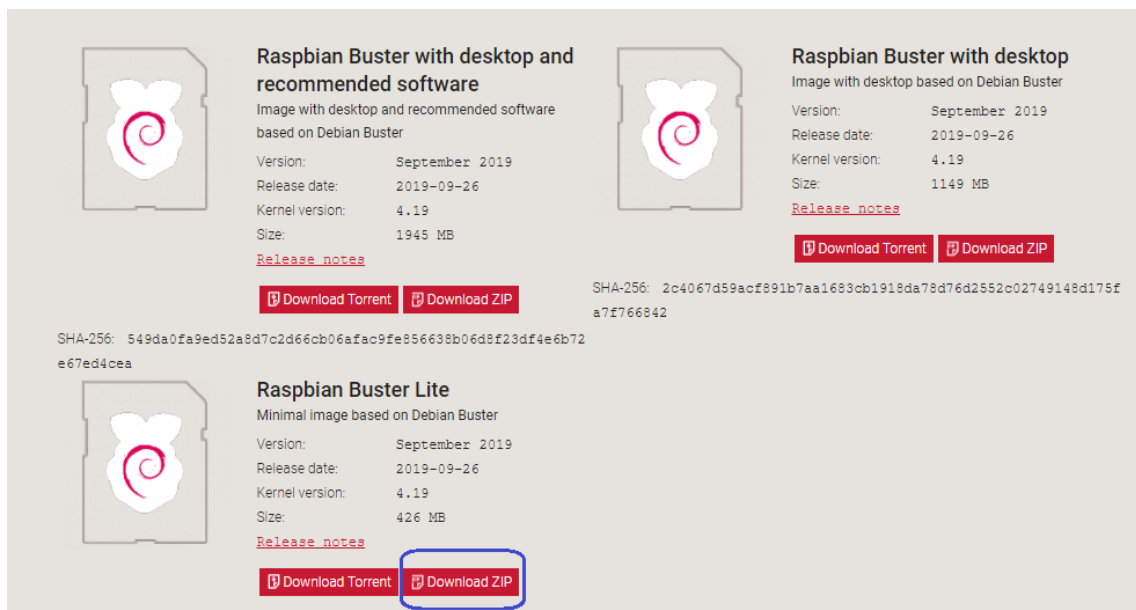 Raspbian Buster with desktop and
recommended software
Image with desktop and recommended software
based on Debian Buster
Version: September 2019
Release date: 2019-09-26
Kernel version: 4.19
Size: 1945 MB
Release notes
Download Torrent Download ZIP
SHA-256: 549da0fa9ed52a8d7c2d66cb06afac9fe856638b06d8f23df4e6b72
e67ed4cea
Raspbian Buster with desktop
Image with desktop based on Debian Buster
Version: September 2019
Release date: 2019-09-26
Kernel version: 4.19
Size: 1149 MB
Release notes
Download Torrent Download ZIP
SHA-256: 2c4067d59acf891b7aa1683cb1918da78d76d2552c02749148d175f
a7f766842
Raspbian Buster Lite
Minimal image based on Debian Buster
Version: September 2019
Release date: 2019-09-26
Kernel version: 4.19
Size: 426 MB
Release notes
Download Torrent Download ZIP